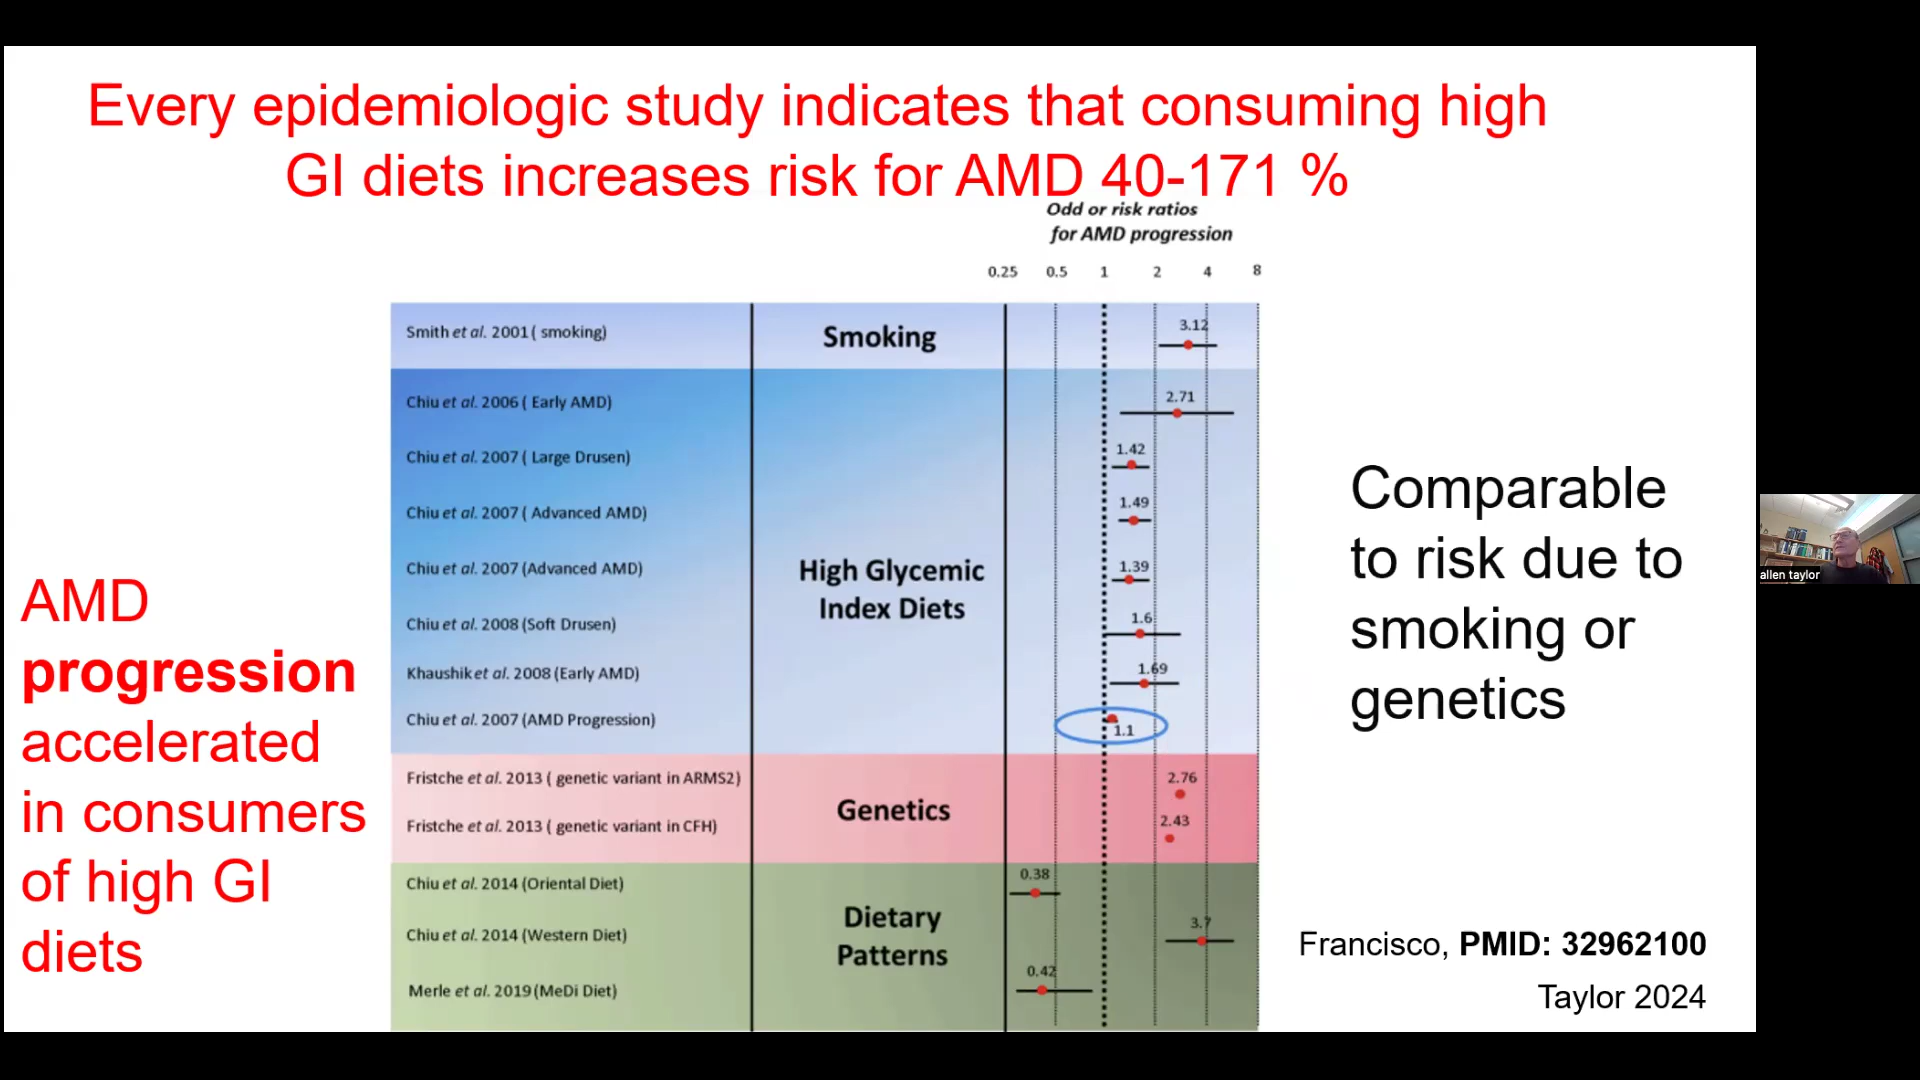 Every epidemiologic study indicates that consuming high
GI diets increases risk for AMD 40-171 %
Odd or risk ratios
for AMD progression
0.25 0.5 1 2 4 8
Smith et al. 2001 ( smoking)
Smoking
3.12
Chiu et al. 2006 ( Early AMD)
2.71
Chiu et al. 2007 ( Large Drusen)
1.42
Chiu et al. 2007 ( Advanced AMD)
1.49
Chiu et al. 2007 (Advanced AMD)
1.39
High Glycemic
Index Diets
Chiu et al. 2008 (Soft Drusen)
1.6
Khaushik et al. 2008 (Early AMD)
1.69
Chiu et al. 2007 (AMD Progression)
1.1
Fristche et al. 2013 ( genetic variant in ARMS2)
2.76
Genetics
Fristche et al. 2013 ( genetic variant in CFH)
2.43
Chiu et al. 2014 (Oriental Diet)
0.38
Dietary
Patterns
Chiu et al. 2014 (Western Diet)
3.7
Merle et al. 2019 (MeDi Diet)
0.42
AMD
progression
accelerated
in consumers
of high GI
diets
Comparable
to risk due to
smoking or
genetics
Francisco, PMID: 32962100
Taylor 2024
allen taylor